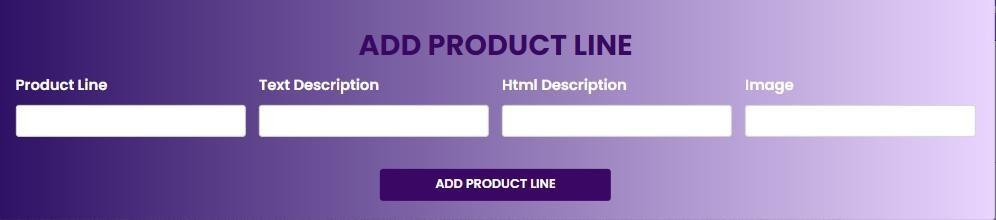 ADD PRODUCT LINE
Product Line Text Description Html Description Image
ADD PRODUCT LINE